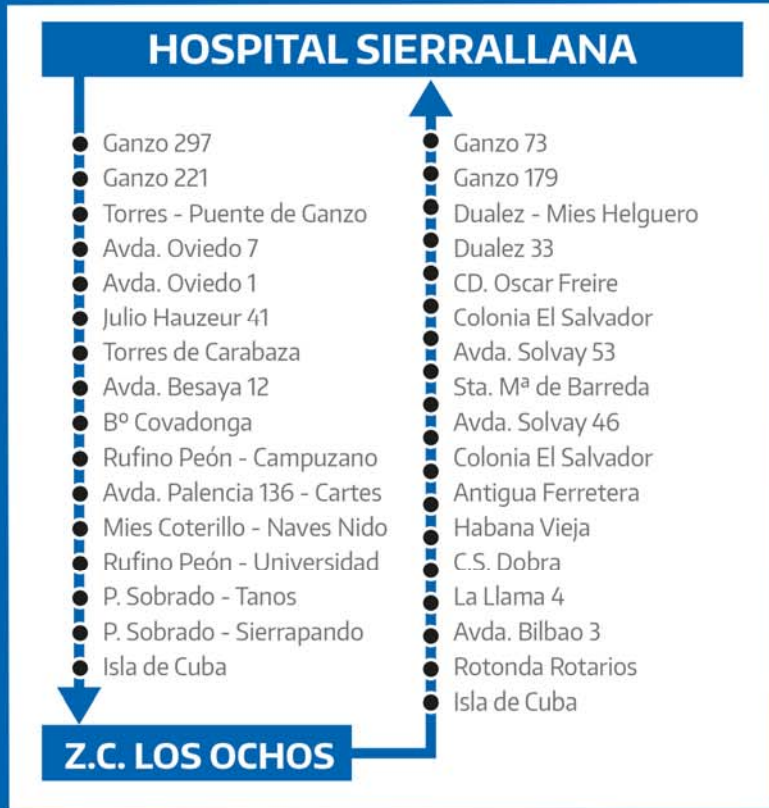 HOSPITAL SIERRALLANA
Ganzo 297
Ganzo 221
Torres - Puente de Ganzo
Avda. Oviedo 7
Avda. Oviedo 1
Julio Hauzeur 41
Torres de Carabaza
Avda. Besaya 12
Bº Covadonga
Rufino Peón - Campuzano
Avda. Palencia 136 - Cartes
Mies Coterillo - Naves Nido
Rufino Peón - Universidad
P. Sobrado - Tanos
P. Sobrado - Sierrapando
Isla de Cuba
Z.C. LOS OCHOS
Ganzo 73
Ganzo 179
Dualez - Mies Helguero
Dualez 33
CD. Oscar Freire
Colonia El Salvador
Avda. Solvay 53
Sta. Mª de Barreda
Avda. Solvay 46
Colonia El Salvador
Antigua Ferretera
Habana Vieja
C.S. Dobra
La Llama 4
Avda. Bilbao 3
Rotonda Rotarios
Isla de Cuba